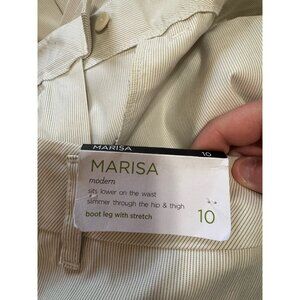 MARISA 10
MARISA
modern
sits lower on the waist
slimmer through the hip & thigh
boot leg with stretch 10